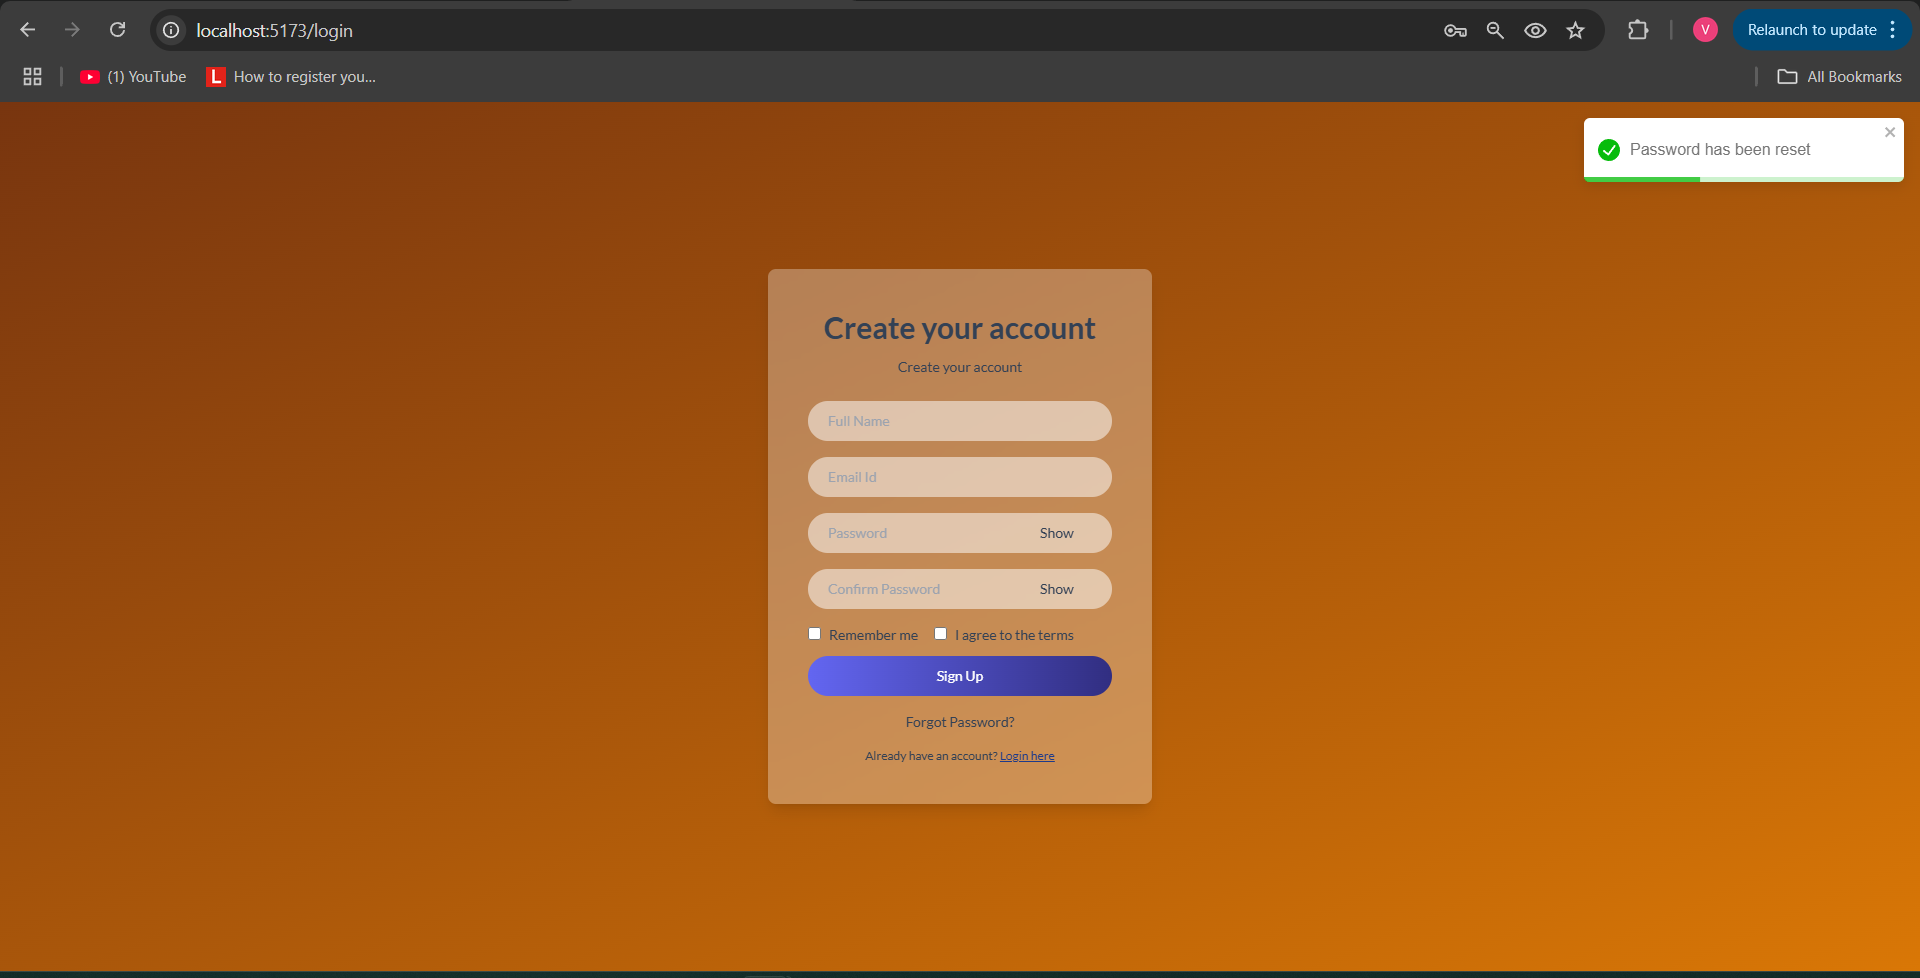 localhost:5173/login
Relaunch to update
V
(1) YouTube
L How to register you...
All Bookmarks
Password has been reset
Create your account
Create your account
Full Name
Email Id
Password Show
Confirm Password Show
Remember me I agree to the terms
Sign Up
Forgot Password?
Already have an account? Login here